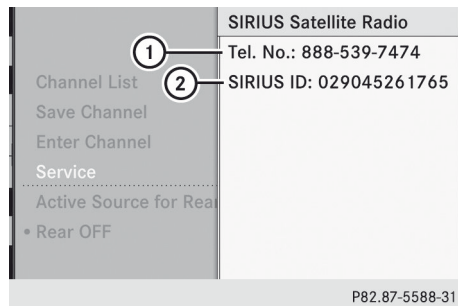 SIRIUS Satellite Radio
1 Tel. No.: 888-539-7474
2 SIRIUS ID: 029045261765
Channel List
Save Channel
Enter Channel
Service
Active Source for Rear
• Rear OFF
P82.87-5588-31